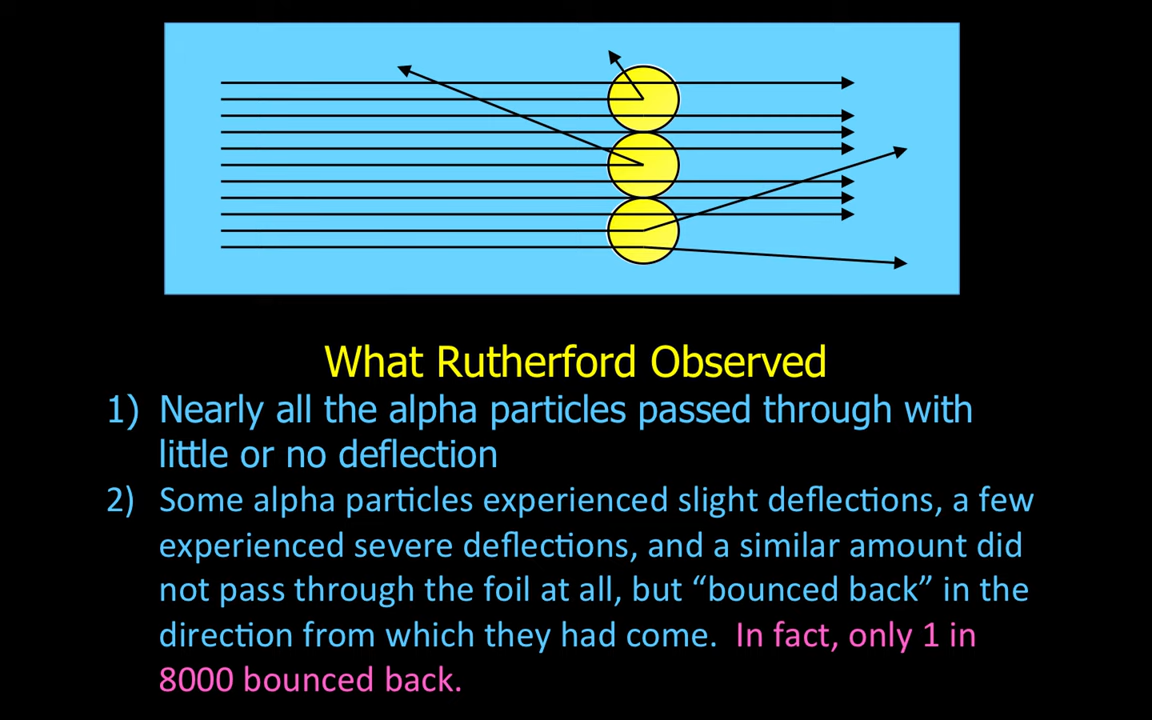 What Rutherford Observed
1) Nearly all the alpha particles passed through with
little or no deflection
2) Some alpha particles experienced slight deflections, a few
experienced severe deflections, and a similar amount did
not pass through the foil at all, but “bounced back” in the
direction from which they had come. In fact, only 1 in
8000 bounced back.